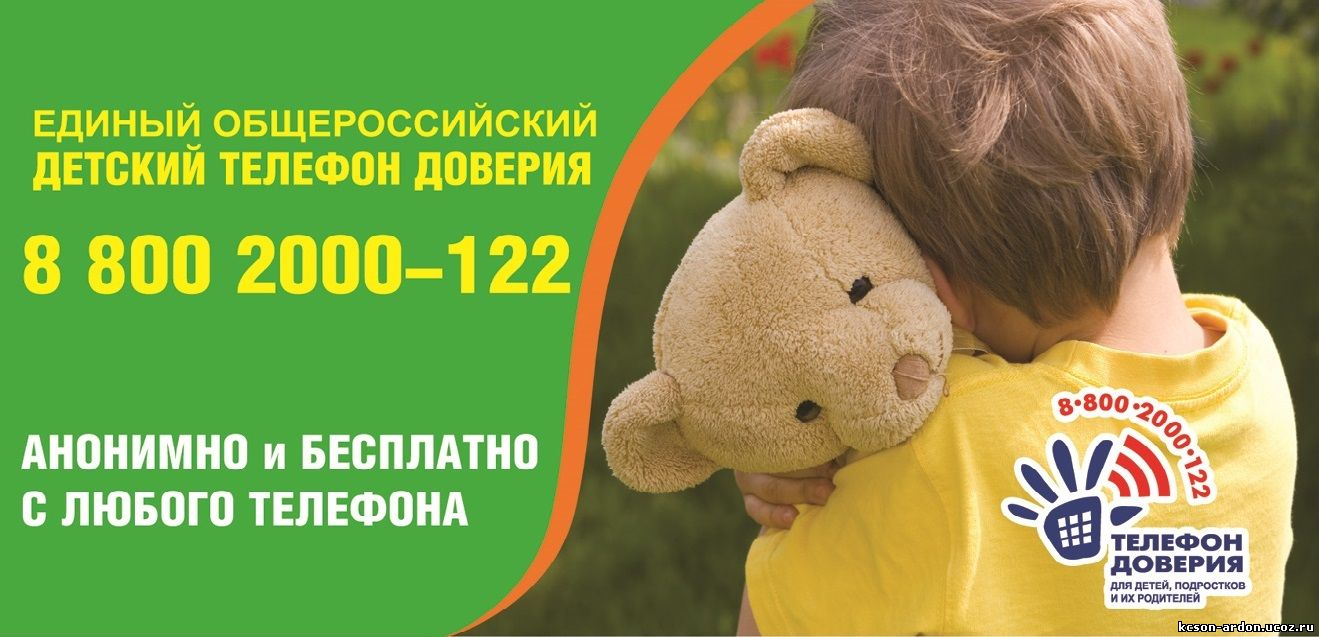 ЕДИНЫЙ ОБЩЕРОССИЙСКИЙ
ДЕТСКИЙ ТЕЛЕФОН ДОВЕРИЯ
8 800 2000–122
АНОНИМНО и БЕСПЛАТНО
С ЛЮБОГО ТЕЛЕФОНА
8·800·2000·122
ТЕЛЕФОН
ДОВЕРИЯ
ДЛЯ ДЕТЕЙ, ПОДРОСТКОВ
И ИХ РОДИТЕЛЕЙ
kcson-ardon.ucoz.ru